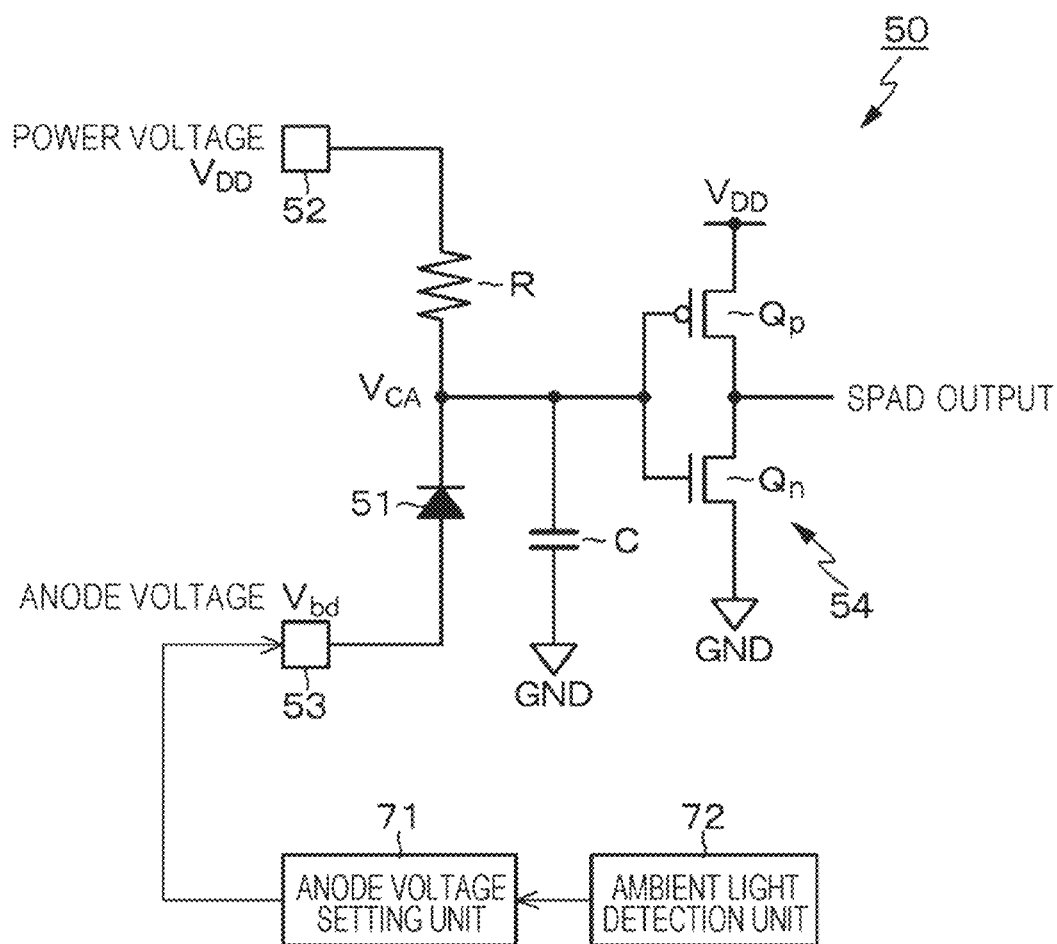 50
POWER VOLTAGE
VDD
52
R
VDD
Qp
VCA
SPAD OUTPUT
51
C
Qn
54
ANODE VOLTAGE Vbd
53
GND
GND
71
72
ANODE VOLTAGE
SETTING UNIT
AMBIENT LIGHT
DETECTION UNIT